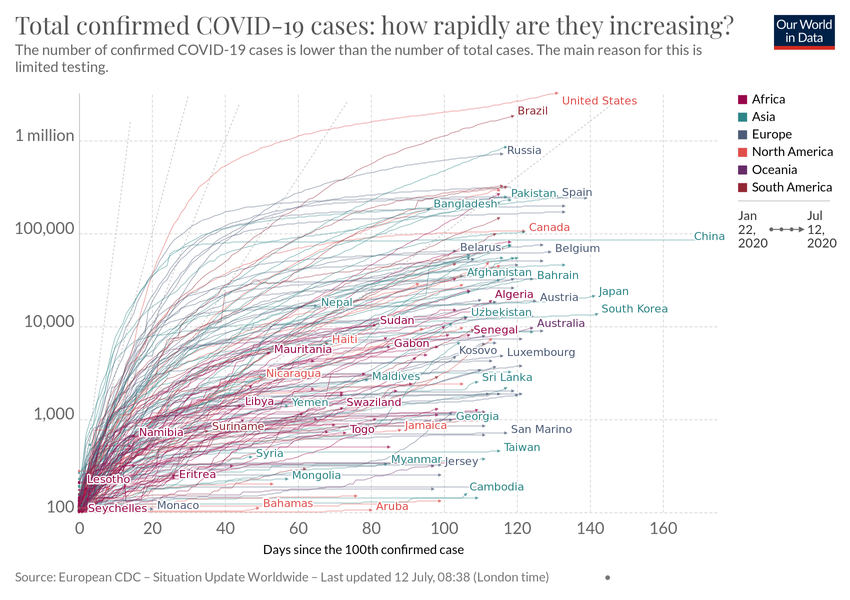 Total confirmed COVID-19 cases: how rapidly are they increasing?
The number of confirmed COVID-19 cases is lower than the number of total cases. The main reason for this is
limited testing.
Our World
in Data
United States
Africa
Brazil
Asia
1 million
Europe
Russia
North America
Oceania
South America
Pakistan
Spain
Bangladesh
Jan
22,
2020
Jul
12,
2020
100,000
Canada
China
Belarus
Belgium
Afghanistan
Bahrain
Nepal
Algeria
Austria
Japan
Uzbekistan
South Korea
10,000
Sudan
Senegal
Australia
Haiti
Gabon
Mauritania
Kosovo
Luxembourg
Nicaragua
Maldives
Sri Lanka
Libya
Yemen
Swaziland
1,000
Georgia
Namibia
Suriname
Togo
Jamaica
San Marino
Syria
Taiwan
Myanmar
Jersey
Lesotho
Eritrea
Mongolia
Cambodia
100
Seychelles
Monaco
Bahamas
Aruba
0
20
40
60
80
100
120
140
160
Days since the 100th confirmed case
Source: European CDC – Situation Update Worldwide – Last updated 12 July, 08:38 (London time)